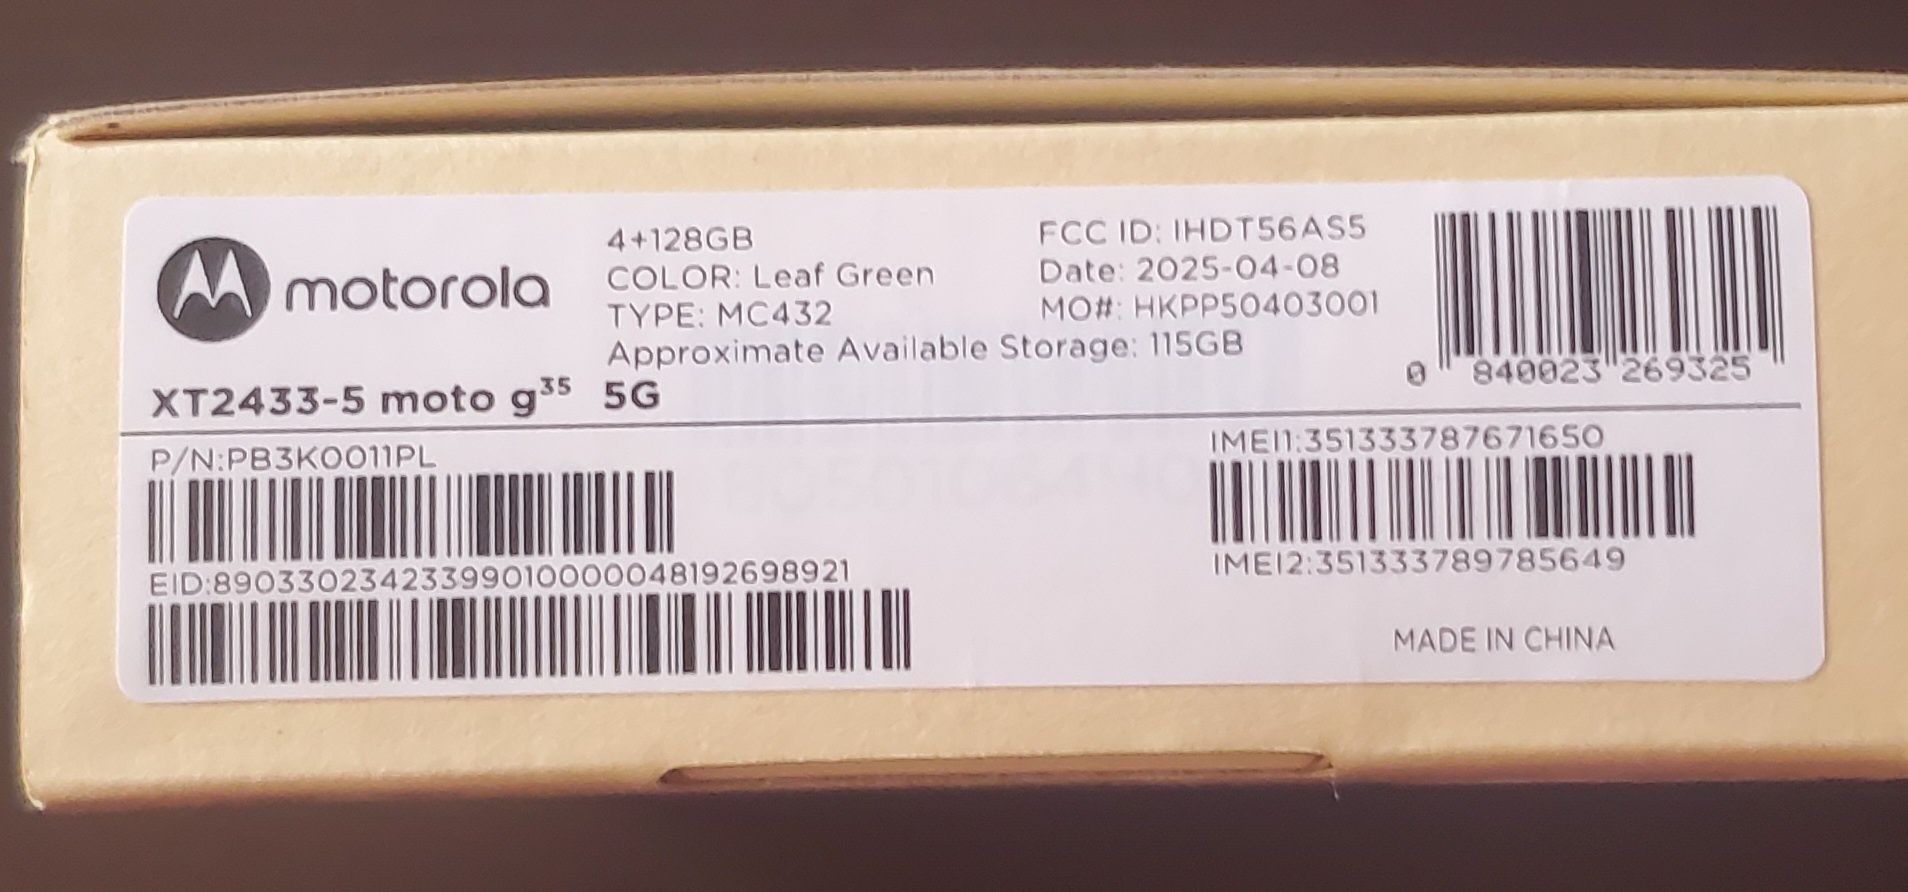 motorola
4+128GB
COLOR: Leaf Green
TYPE: MC432
Approximate Available Storage: 115GB
FCC ID: IHDT56AS5
Date: 2025-04-08
MO#: HKPP50403001
0 840023 269325
XT2433-5 moto g35 5G
P/N:PB3K0011PL
EID:89033023423399010000048192698921
IMEI1:351333787671650
IMEI2:351333789785649
MADE IN CHINA